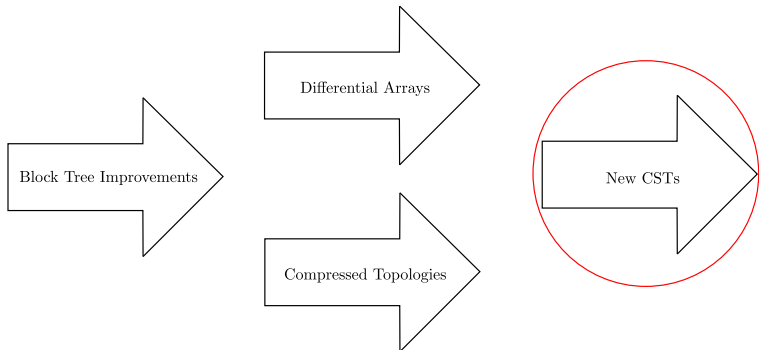 Block Tree Improvements
Differential Arrays
Compressed Topologies
New CSTs